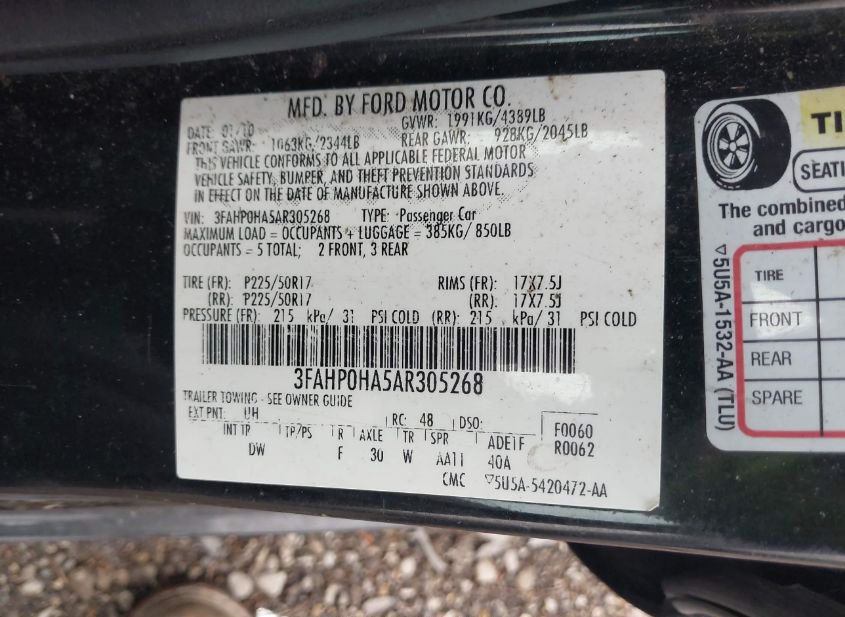 MFD. BY FORD MOTOR CO.
DATE: 01/10 GVWR: 1991KG/4389LB
FRONT GAWR: 1063KG/2344LB REAR GAWR: 928KG/2045LB
THIS VEHICLE CONFORMS TO ALL APPLICABLE FEDERAL MOTOR
VEHICLE SAFETY, BUMPER, AND THEFT PREVENTION STANDARDS
IN EFFECT ON THE DATE OF MANUFACTURE SHOWN ABOVE.
VIN: 3FAHP0HA5AR305268 TYPE: Passenger Car
MAXIMUM LOAD = OCCUPANTS + LUGGAGE = 385KG/ 850LB
OCCUPANTS = 5 TOTAL; 2 FRONT, 3 REAR
TIRE (FR): P225/50R17 RIMS (FR): 17X7.5J
(RR): P225/50R17 (RR): 17X7.5J
PRESSURE (FR): 215 kPa/ 31 PSI COLD (RR): 215 kPa/ 31 PSI COLD
3FAHP0HA5AR305268
TRAILER TOWING - SEE OWNER GUIDE
EXT PNT: UH RC: 48 DSO: F0060
INT TR TP/PS R AXLE TR SPR ADE1F R0062
DW F 30 W AA11 40A
CMC ▽5U5A-5420472-AA
TI
SEATI
The combined
and cargo
TIRE
FRONT
REAR
SPARE
▽5U5A-1532-AA (TLU)